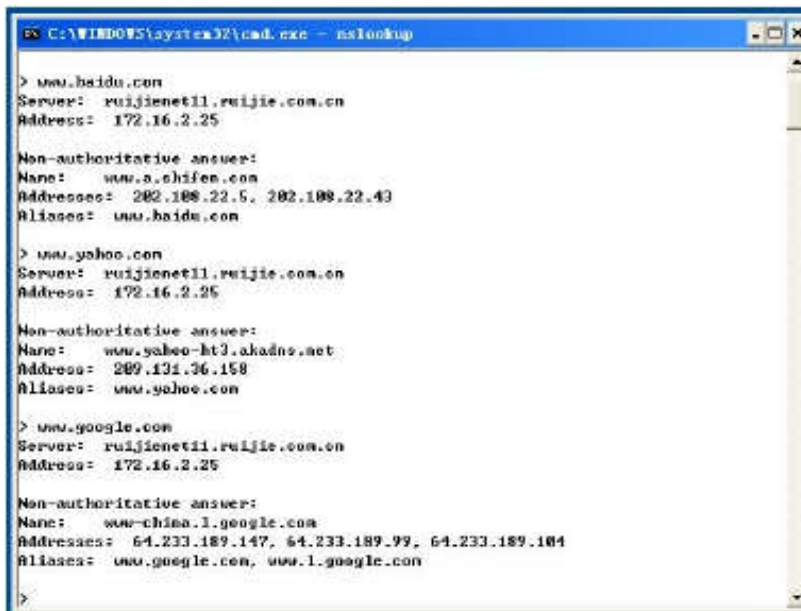 C:\WINDOWS\system32\cmd.exe - nslookup
> www.baidu.com
Server:  ruijienet11.ruijie.com.cn
Address:  172.16.2.25
Non-authoritative answer:
Name:    www.a.shifen.com
Addresses:  202.108.22.5, 202.108.22.43
Aliases:  www.baidu.com
> www.yahoo.com
Server:  ruijienet11.ruijie.com.cn
Address:  172.16.2.25
Non-authoritative answer:
Name:    www.yahoo-ht3.akadns.net
Address:  209.131.36.158
Aliases:  www.yahoo.com
> www.google.com
Server:  ruijienet11.ruijie.com.cn
Address:  172.16.2.25
Non-authoritative answer:
Name:    www-china.l.google.com
Addresses:  64.233.189.147, 64.233.189.99, 64.233.189.104
Aliases:  www.google.com, www.l.google.com
>